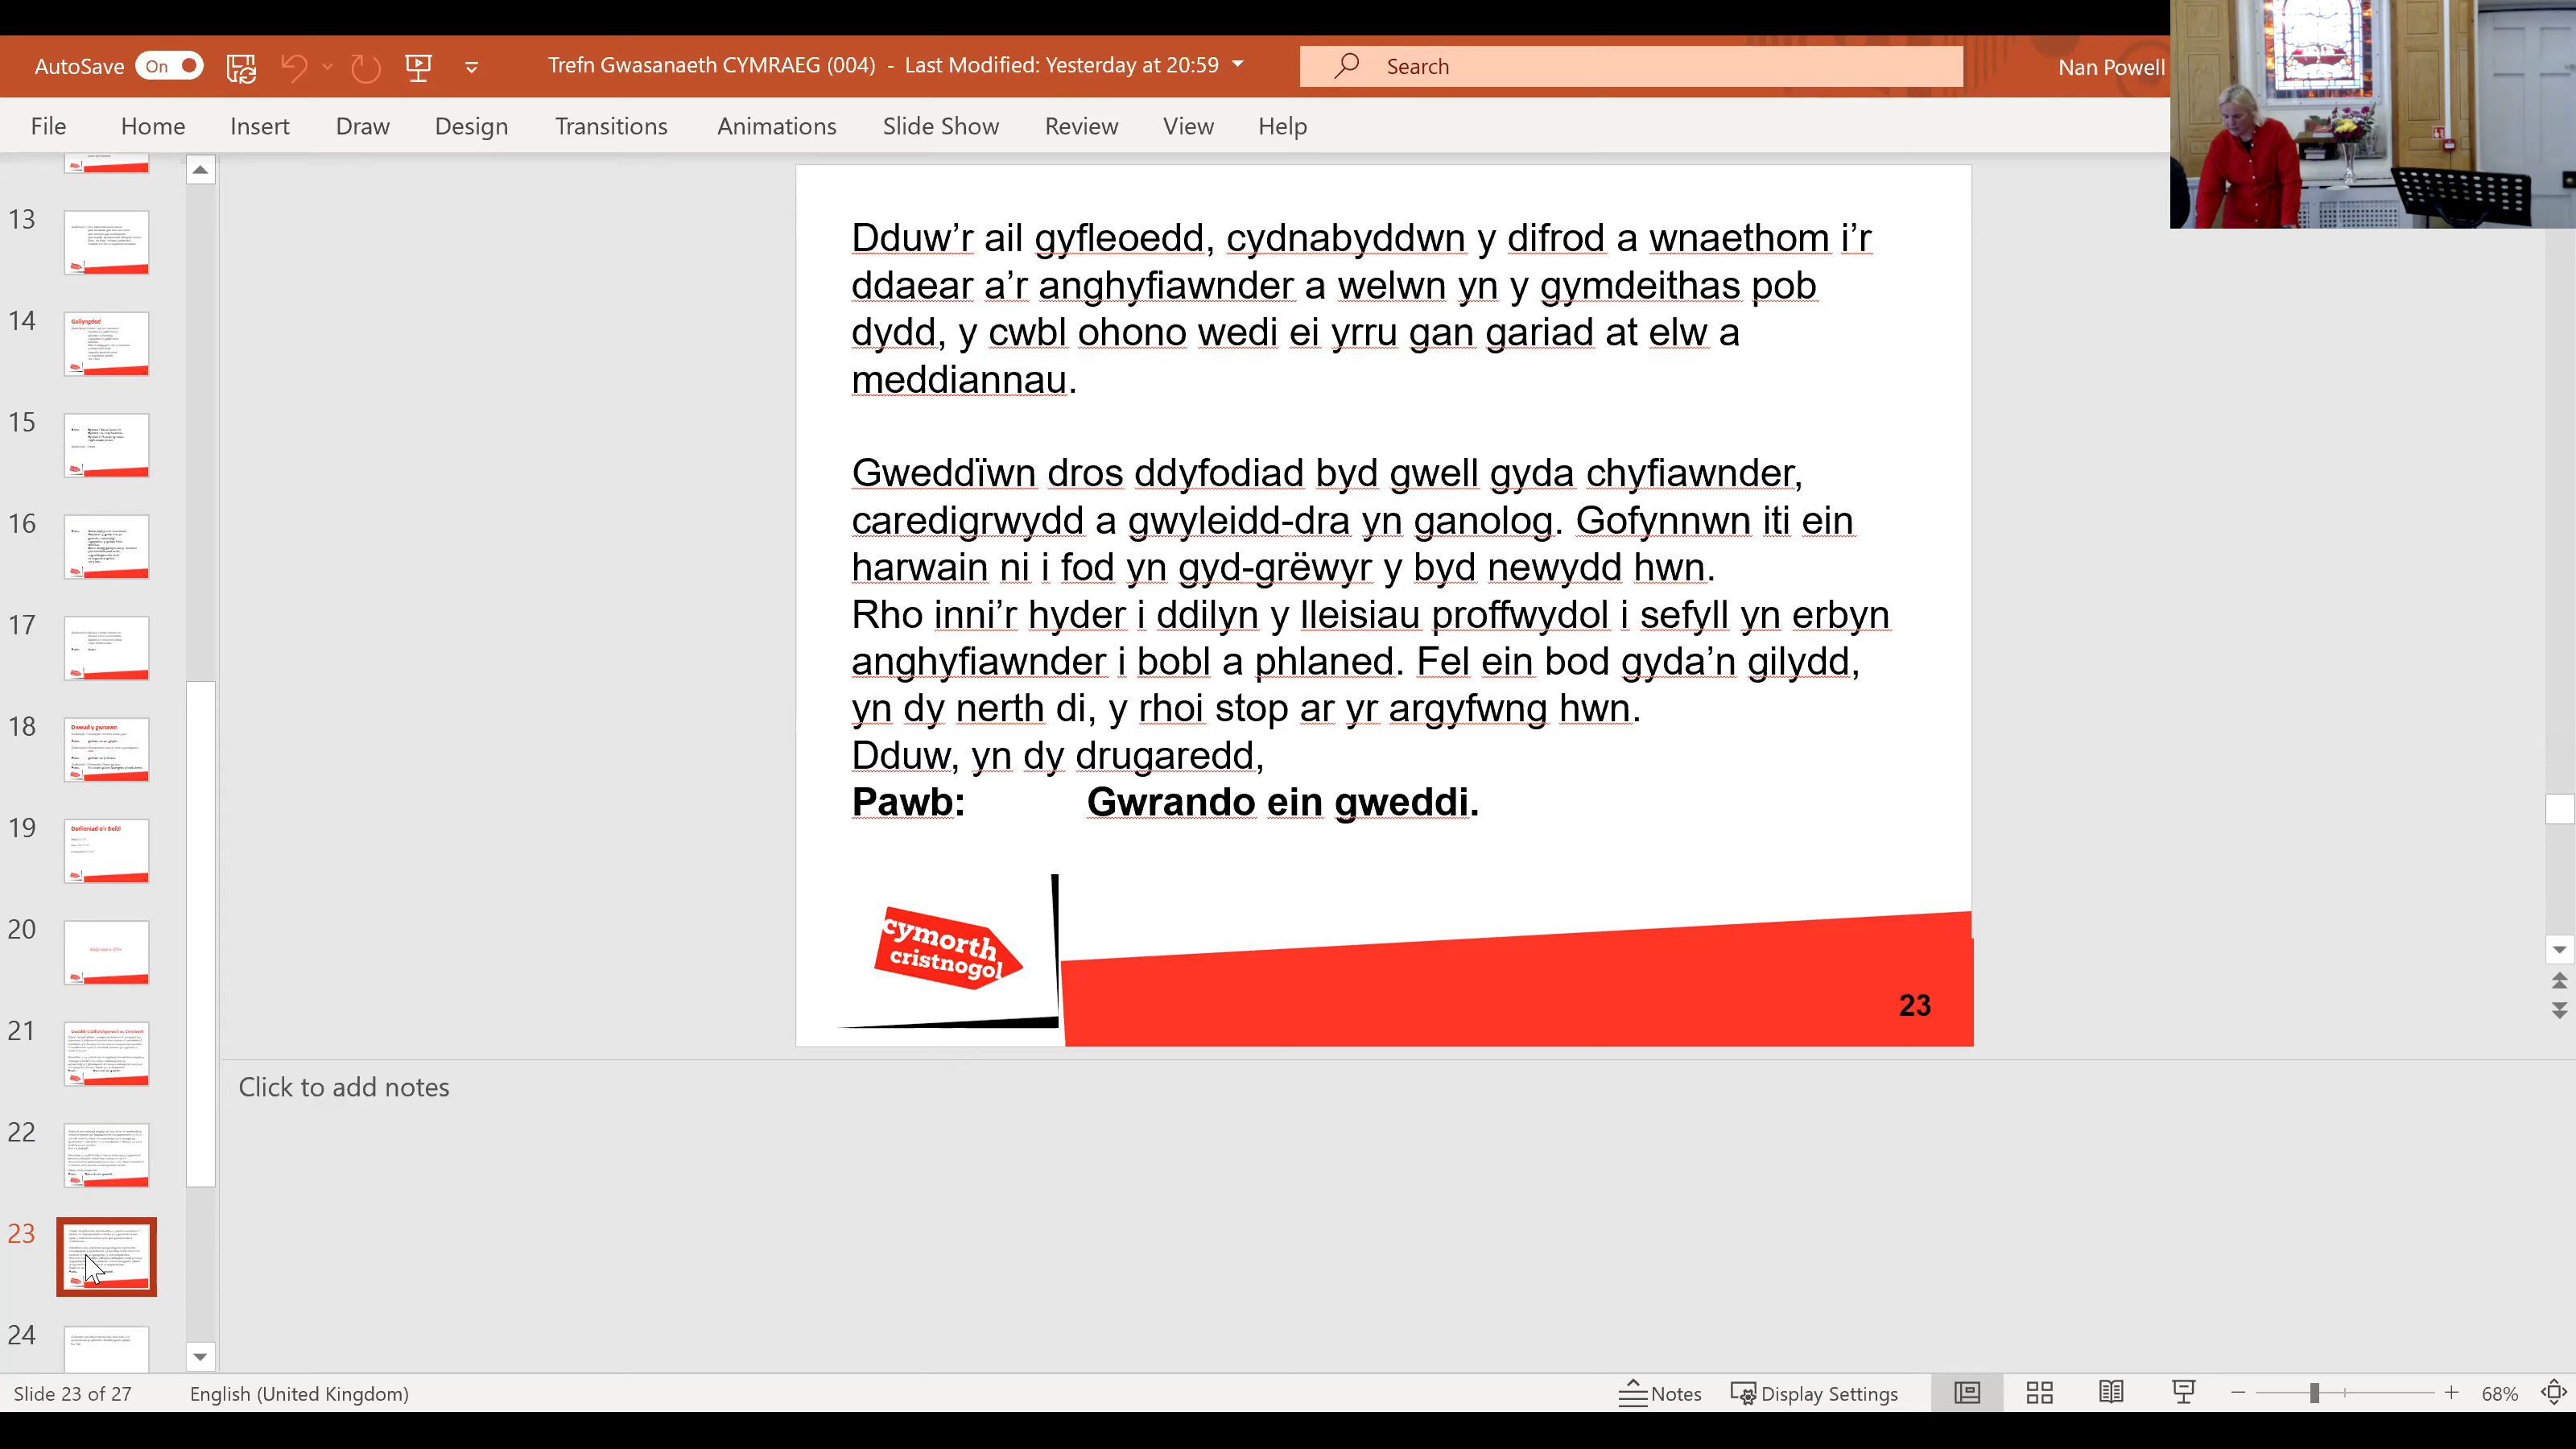 AutoSave On
Trefn Gwasanaeth CYMRAEG (004) - Last Modified: Yesterday at 20:59
Search
Nan Powell
File Home Insert Draw Design Transitions Animations Slide Show Review View Help
13
14
Gollyngdod
15
16
17
18
19
Darlleniad o'r Beibl
20
21
22
23
24
Dduw’r ail gyfleoedd, cydnabyddwn y difrod a wnaethom i’r
ddaear a’r anghyfiawnder a welwn yn y gymdeithas pob
dydd, y cwbl ohono wedi ei yrru gan gariad at elw a
meddiannau.
Gweddïwn dros ddyfodiad byd gwell gyda chyfiawnder,
caredigrwydd a gwyleidd-dra yn ganolog. Gofynnwn iti ein
harwain ni i fod yn gyd-grëwyr y byd newydd hwn.
Rho inni’r hyder i ddilyn y lleisiau proffwydol i sefyll yn erbyn
anghyfiawnder i bobl a phlaned. Fel ein bod gyda’n gilydd,
yn dy nerth di, y rhoi stop ar yr argyfwng hwn.
Dduw, yn dy drugaredd,
Pawb: Gwrando ein gweddi.
cymorth
cristnogol
23
Click to add notes
Slide 23 of 27
English (United Kingdom)
Notes
Display Settings
68%